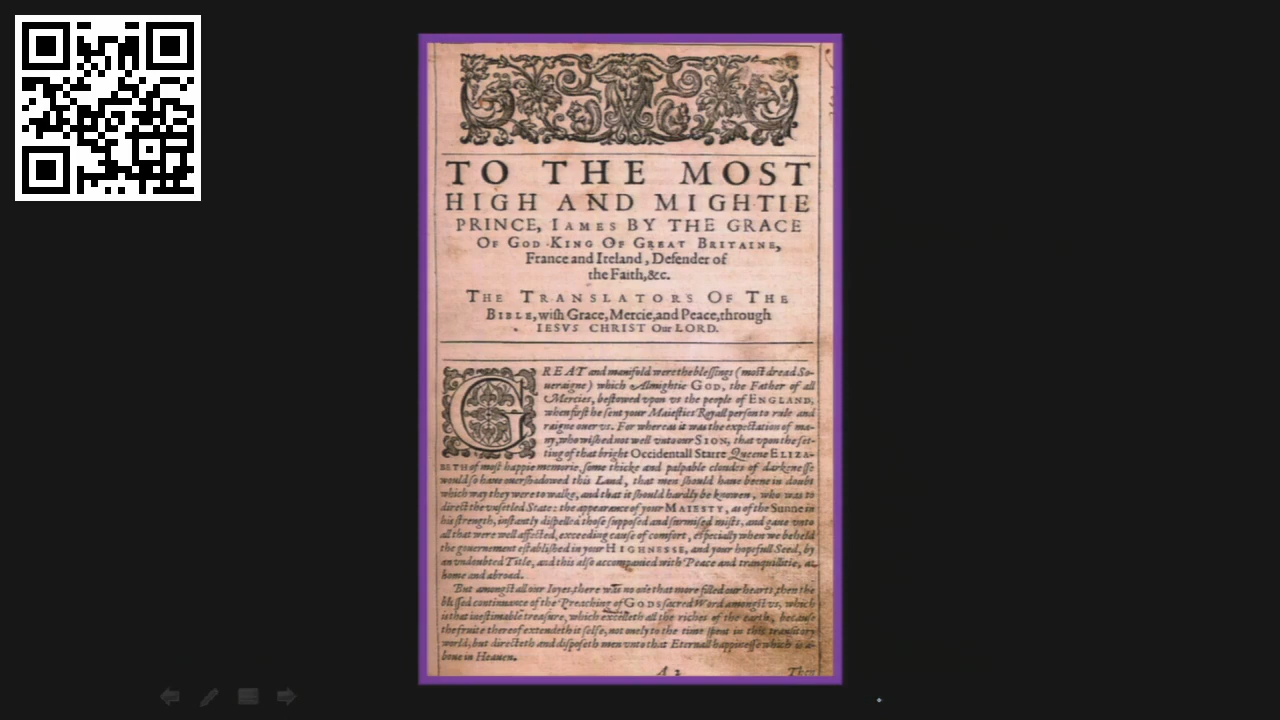 TO THE MOST
HIGH AND MIGHTIE
PRINCE, IAMES BY THE GRACE
OF GOD KING OF GREAT BRITAINE,
France and Ireland, Defender of
the Faith,&c.
THE TRANSLATORS OF THE
BIBLE, wiſh Grace, Mercie, and Peace, through
IESVS CHRIST Our LORD.
GREAT and manifold were the bleſſings (moſt dread So-
ueraigne) which Almightie GOD, the Father of all
Mercies, beſtowed vpon vs the people of ENGLAND,
when firſt he ſent your Maieſties Royall perſon to rule and
raigne ouer vs. For whereas it was the expectation of ma-
ny, who wiſhed not well vnto our SION, that vpon the ſet-
ting of that bright Occidentall Starre Queene ELIZA-
BETH of moſt happie memorie, ſome thicke and palpable cloudes of darkeneſſe
would ſo haue ouerſhadowed this Land, that men ſhould haue beene in doubt
which way they were to walke, and that it ſhould hardly be knowen, who was to
direct the vnſetled State: the appearance of your MAIESTY, as of the Sunne in
his ſtrength, inſtantly diſpelled thoſe ſuppoſed and ſurmiſed miſts, and gaue vnto
all that were well affected, exceeding cauſe of comfort, eſpecially when we beheld
the gouernement eſtabliſhed in your HIGHNESSE, and your hopefull Seed, by
an vndoubted Title, and this alſo accompanied with Peace and tranquillitie, at
home and abroad.
But amongſt all our Ioyes, there was no one that more filled our hearts, then the
bleſſed continuance of the Preaching of GODS ſacred Word amongſt vs, which
is that ineſtimable treaſure, which excelleth all the riches of the earth, becauſe
the fruite thereof extendeth it ſelfe, not onely to the time ſpent in this tranſitory
world, but directeth and diſpoſeth men vnto that Eternall happineſſe which is a-
boue in Heauen.
A 2